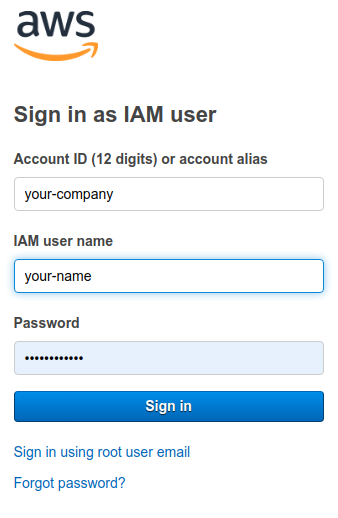 aws
Sign in as IAM user
Account ID (12 digits) or account alias
your-company
IAM user name
your-name
Password
••••••••••••
Sign in
Sign in using root user email
Forgot password?